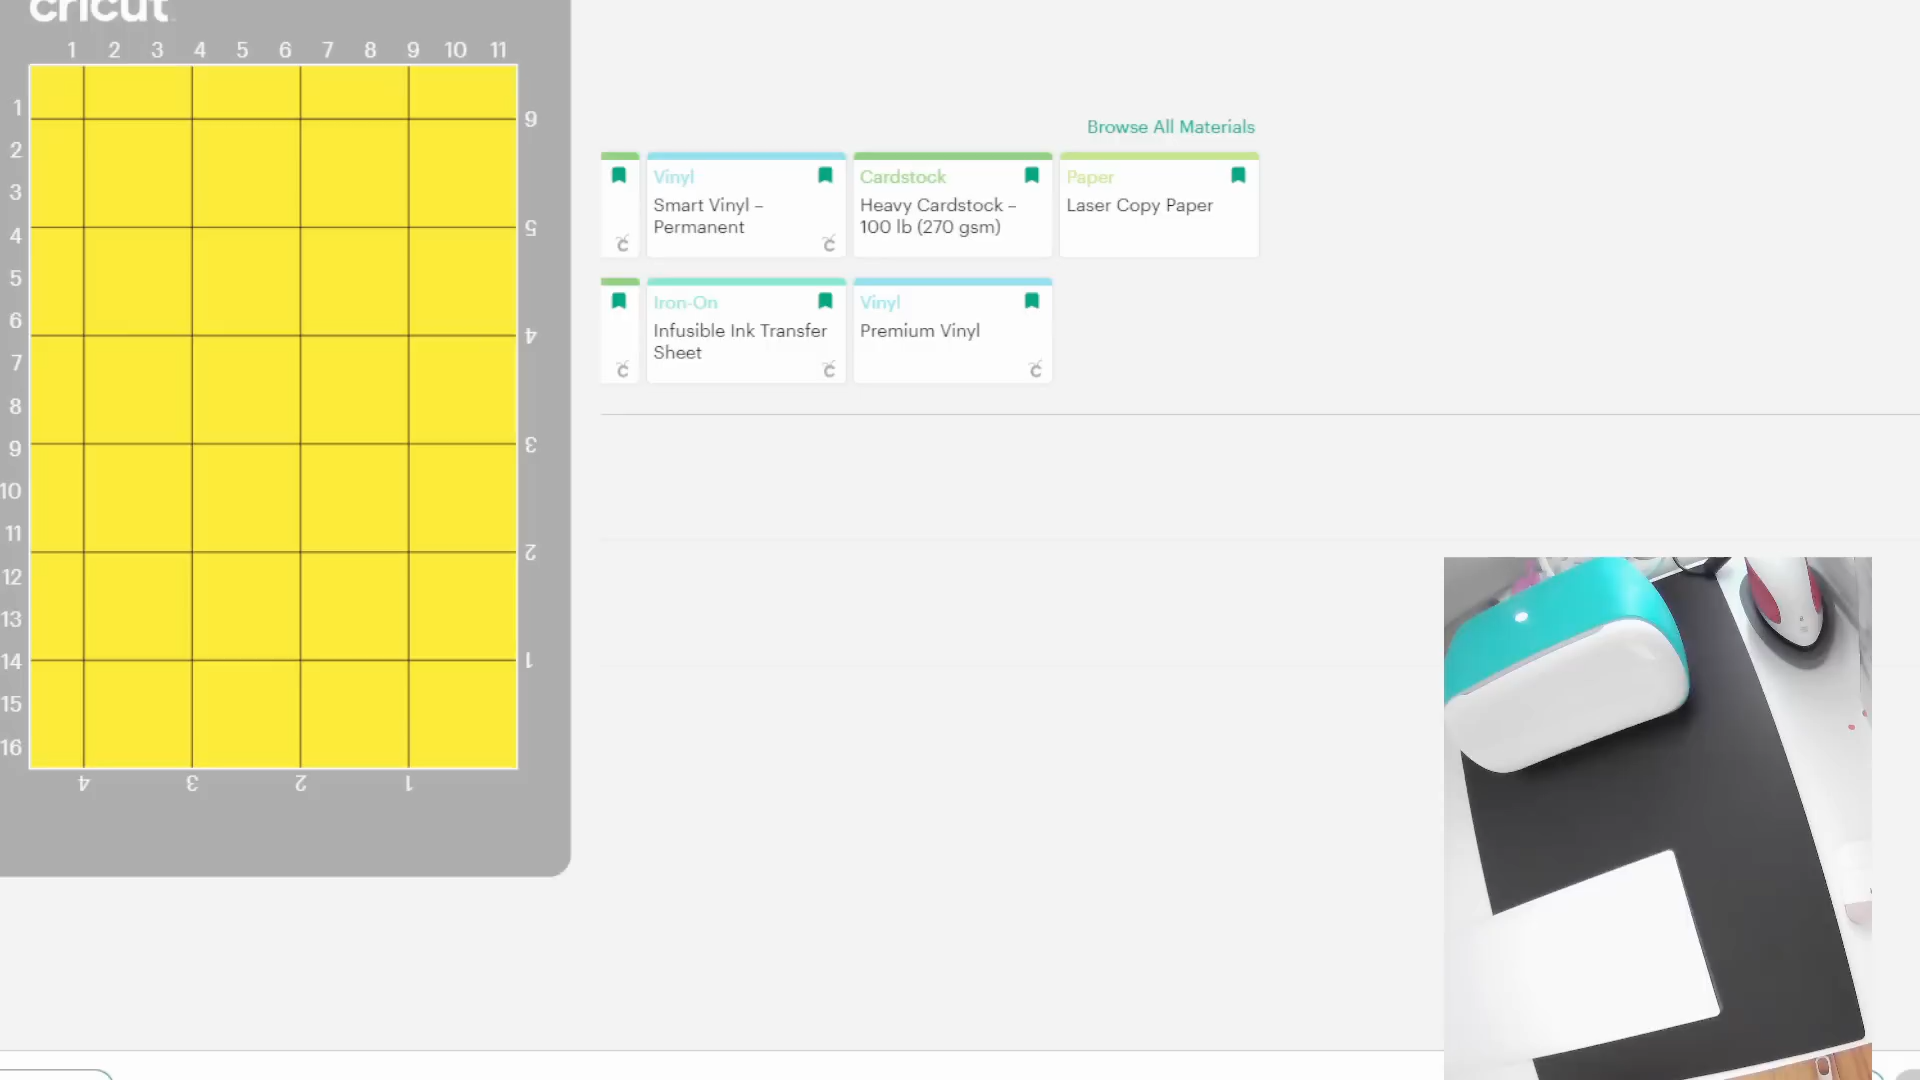 cricut
1 2 3 4 5 6 7 8 9 10 11
1
2
3
4
5
6
7
8
9
10
11
12
13
14
15
16
6
5
4
3
2
1
4 3 2 1
Browse All Materials
Vinyl
Smart Vinyl –
Permanent
Cardstock
Heavy Cardstock –
100 lb (270 gsm)
Paper
Laser Copy Paper
Iron-On
Infusible Ink Transfer
Sheet
Vinyl
Premium Vinyl